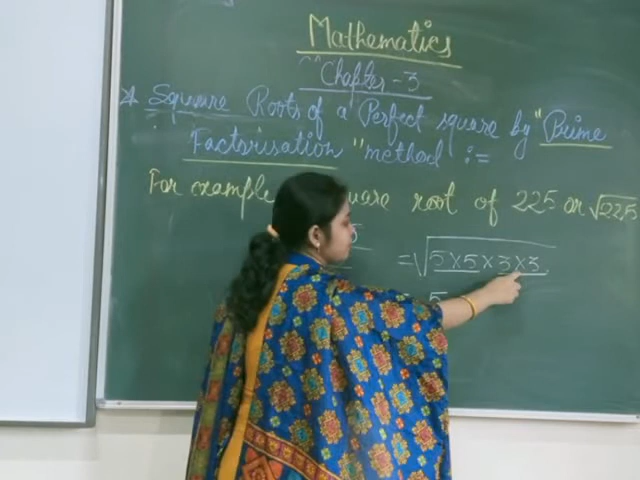 Mathematics
Chapter - 3
* Square Roots of a Perfect square by "Prime
Factorisation" method :=
For example square root of 225 or √225
= √5×5×3×3
5